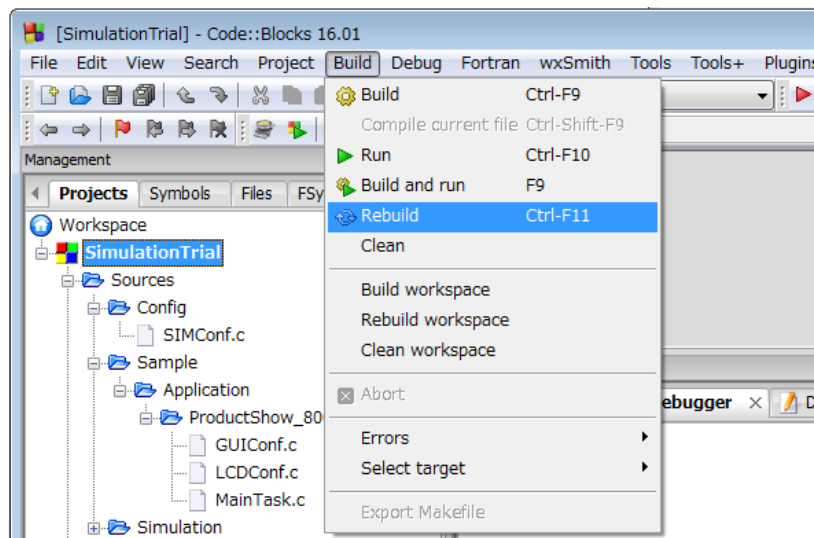 [SimulationTrial] - Code::Blocks 16.01
File Edit View Search Project Build Debug Fortran wxSmith Tools Tools+ Plugins
Build Ctrl-F9
Compile current file Ctrl-Shift-F9
Run Ctrl-F10
Build and run F9
Rebuild Ctrl-F11
Clean
Build workspace
Rebuild workspace
Clean workspace
Abort
Errors
Select target
Export Makefile
Management
Projects Symbols Files FSy
Workspace
SimulationTrial
Sources
Config
SIMConf.c
Sample
Application
ProductShow_80
GUIConf.c
LCDConf.c
MainTask.c
Simulation
ebugger D